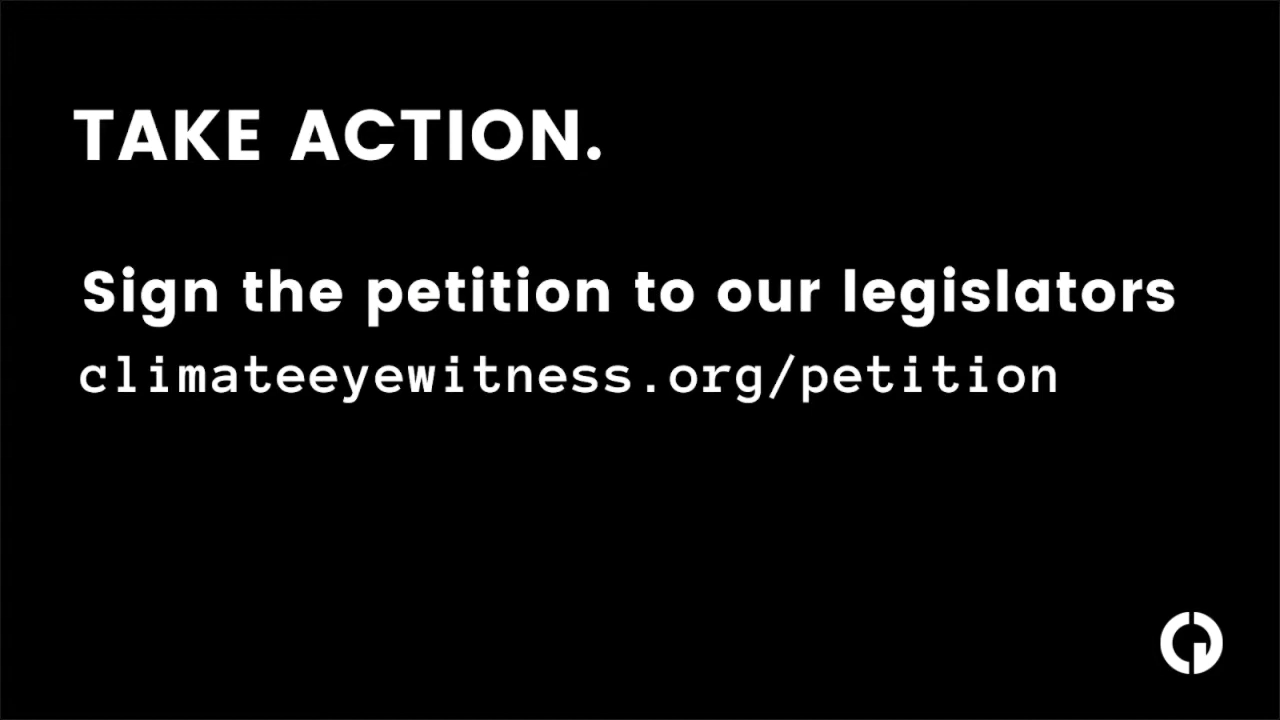 TAKE ACTION.
Sign the petition to our legislators
climateeyewitness.org/petition